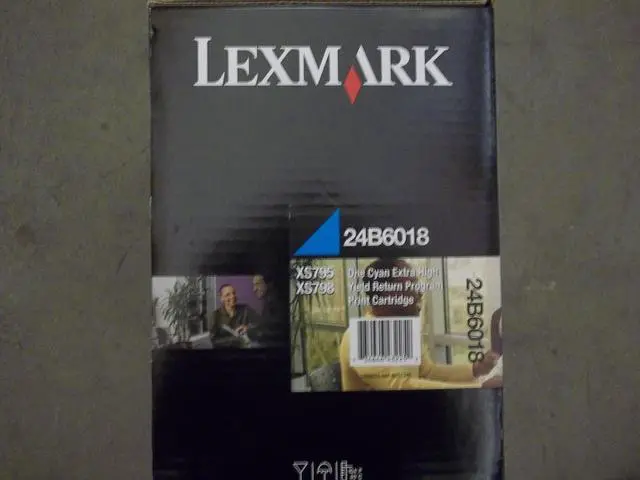 LEXMARK
24B6018
XS795
XS798
One Cyan Extra High
Yield Return Program
Print Cartridge
24B6018